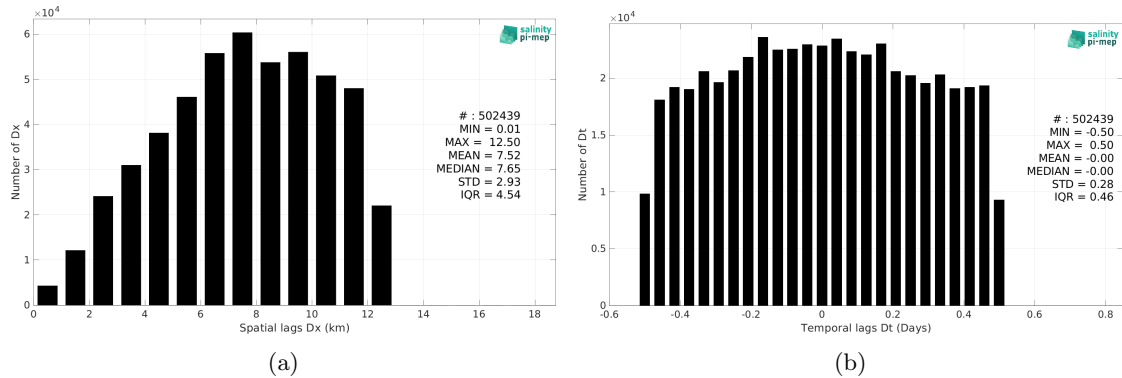 ×10⁴
6
5
4
3
2
1
0
Number of Dx
0 2 4 6 8 10 12 14 16 18
Spatial lags Dx (km)
salinity
pi-mep
# : 502439
MIN = 0.01
MAX = 12.50
MEAN = 7.52
MEDIAN = 7.65
STD = 2.93
IQR = 4.54
(a)
×10⁴
2
1.5
1
0.5
0
Number of Dt
-0.6 -0.4 -0.2 0 0.2 0.4 0.6 0.8
Temporal lags Dt (Days)
salinity
pi-mep
# : 502439
MIN = -0.50
MAX = 0.50
MEAN = -0.00
MEDIAN = -0.00
STD = 0.28
IQR = 0.46
(b)